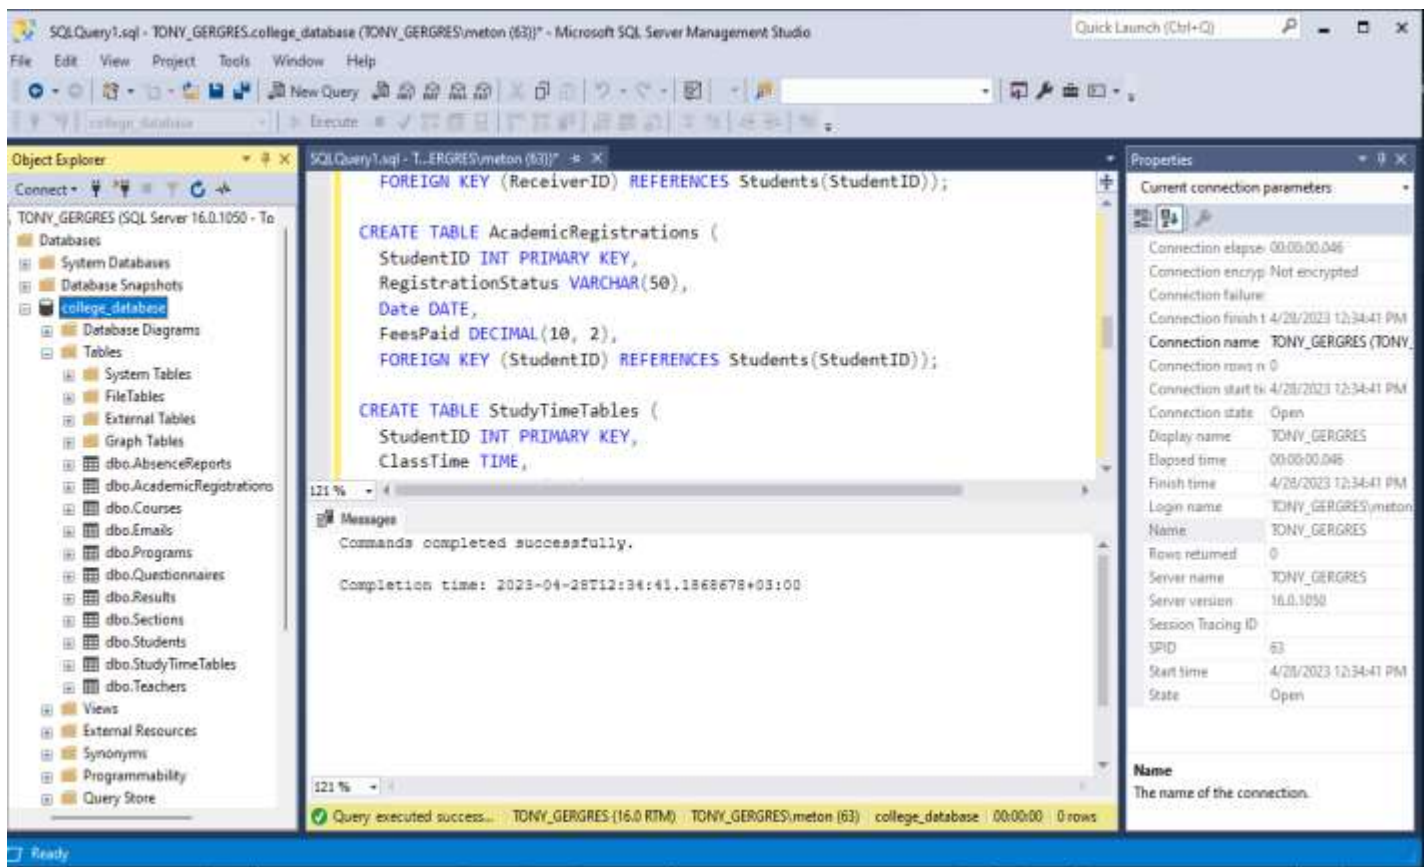 SQLQuery1.sql - TONY_GERGRES.college_database (TONY_GERGRES\meton (63))* - Microsoft SQL Server Management Studio
Quick Launch (Ctrl+Q)
File Edit View Project Tools Window Help
New Query
college_database
Execute
Object Explorer
Connect
TONY_GERGRES (SQL Server 16.0.1050 - To
Databases
System Databases
Database Snapshots
college_database
Database Diagrams
Tables
System Tables
FileTables
External Tables
Graph Tables
dbo.AbsenceReports
dbo.AcademicRegistrations
dbo.Courses
dbo.Emails
dbo.Programs
dbo.Questionnaires
dbo.Results
dbo.Sections
dbo.Students
dbo.StudyTimeTables
dbo.Teachers
Views
External Resources
Synonyms
Programmability
Query Store
SQLQuery1.sql - T...ERGRES\meton (63))*
FOREIGN KEY (ReceiverID) REFERENCES Students(StudentID));
CREATE TABLE AcademicRegistrations (
StudentID INT PRIMARY KEY,
RegistrationStatus VARCHAR(50),
Date DATE,
FeesPaid DECIMAL(10, 2),
FOREIGN KEY (StudentID) REFERENCES Students(StudentID));
CREATE TABLE StudyTimeTables (
StudentID INT PRIMARY KEY,
ClassTime TIME,
121 %
Messages
Commands completed successfully.
Completion time: 2023-04-28T12:34:41.1868678+03:00
121 %
Query executed success... TONY_GERGRES (16.0 RTM) TONY_GERGRES\meton (63) college_database 00:00:00 0 rows
Properties
Current connection parameters
Connection elapse 00:00:00.046
Connection encryp Not encrypted
Connection failure
Connection finish t 4/28/2023 12:34:41 PM
Connection name TONY_GERGRES (TONY_
Connection rows n 0
Connection start ti 4/28/2023 12:34:41 PM
Connection state Open
Display name TONY_GERGRES
Elapsed time 00:00:00.046
Finish time 4/28/2023 12:34:41 PM
Login name TONY_GERGRES\meton
Name TONY_GERGRES
Rows returned 0
Server name TONY_GERGRES
Server version 16.0.1050
Session Tracing ID
SPID 63
Start time 4/28/2023 12:34:41 PM
State Open
Name
The name of the connection.
Ready